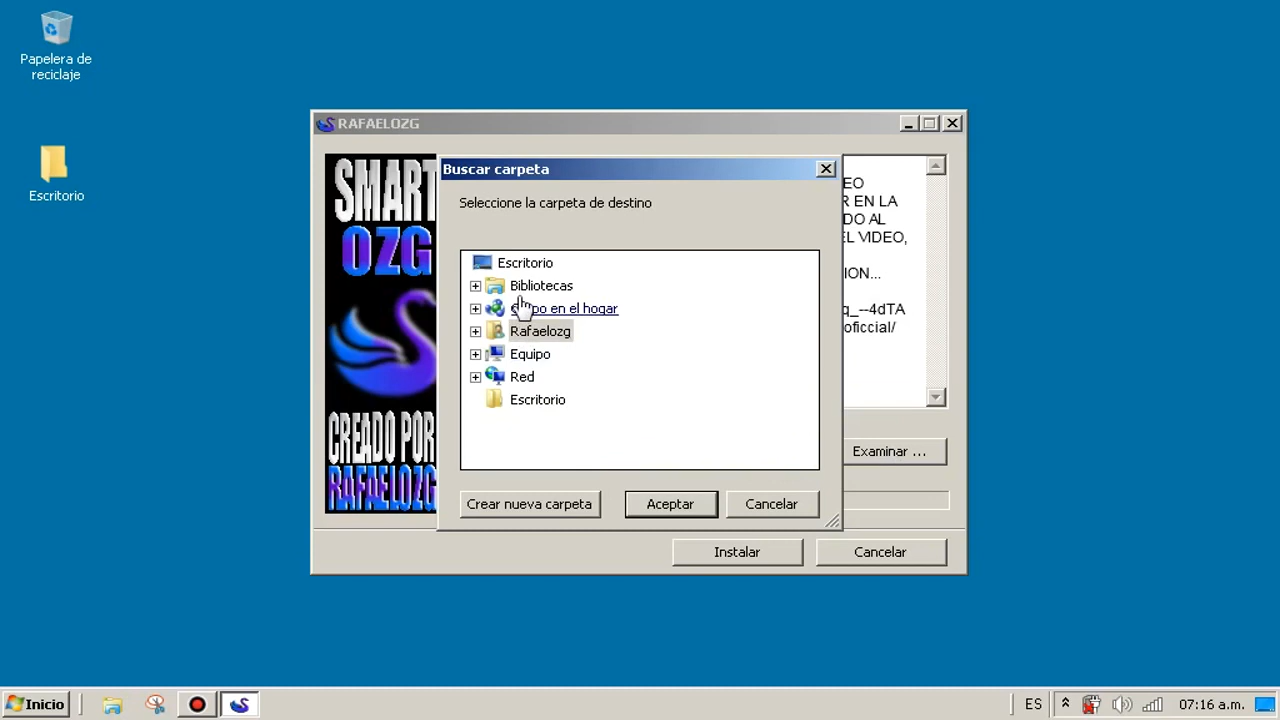 Papelera de
reciclaje
Escritorio
RAFAELOZG
SMART
OZG
CREADO POR
RAFAELOZG
Buscar carpeta
Seleccione la carpeta de destino
Escritorio
Bibliotecas
en el hogar
Rafaelozg
Equipo
Red
Escritorio
Crear nueva carpeta
Aceptar
Cancelar
EO
R EN LA
DO AL
EL VIDEO,
ION...
q_--4dTA
oficcial/
Examinar ...
Instalar
Cancelar
Inicio
ES
07:16 a.m.